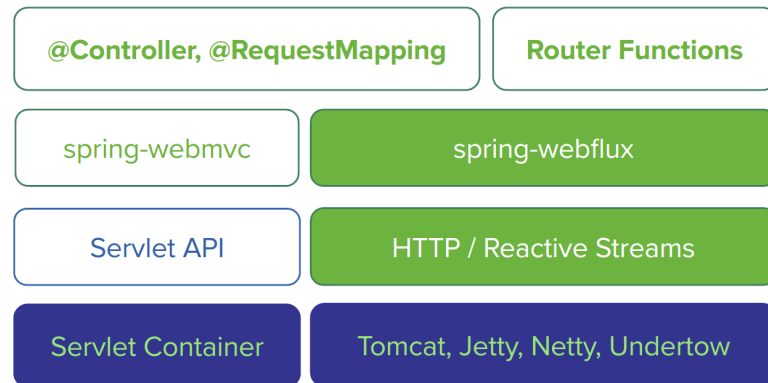 @Controller, @RequestMapping
Router Functions
spring-webmvc
spring-webflux
Servlet API
HTTP / Reactive Streams
Servlet Container
Tomcat, Jetty, Netty, Undertow